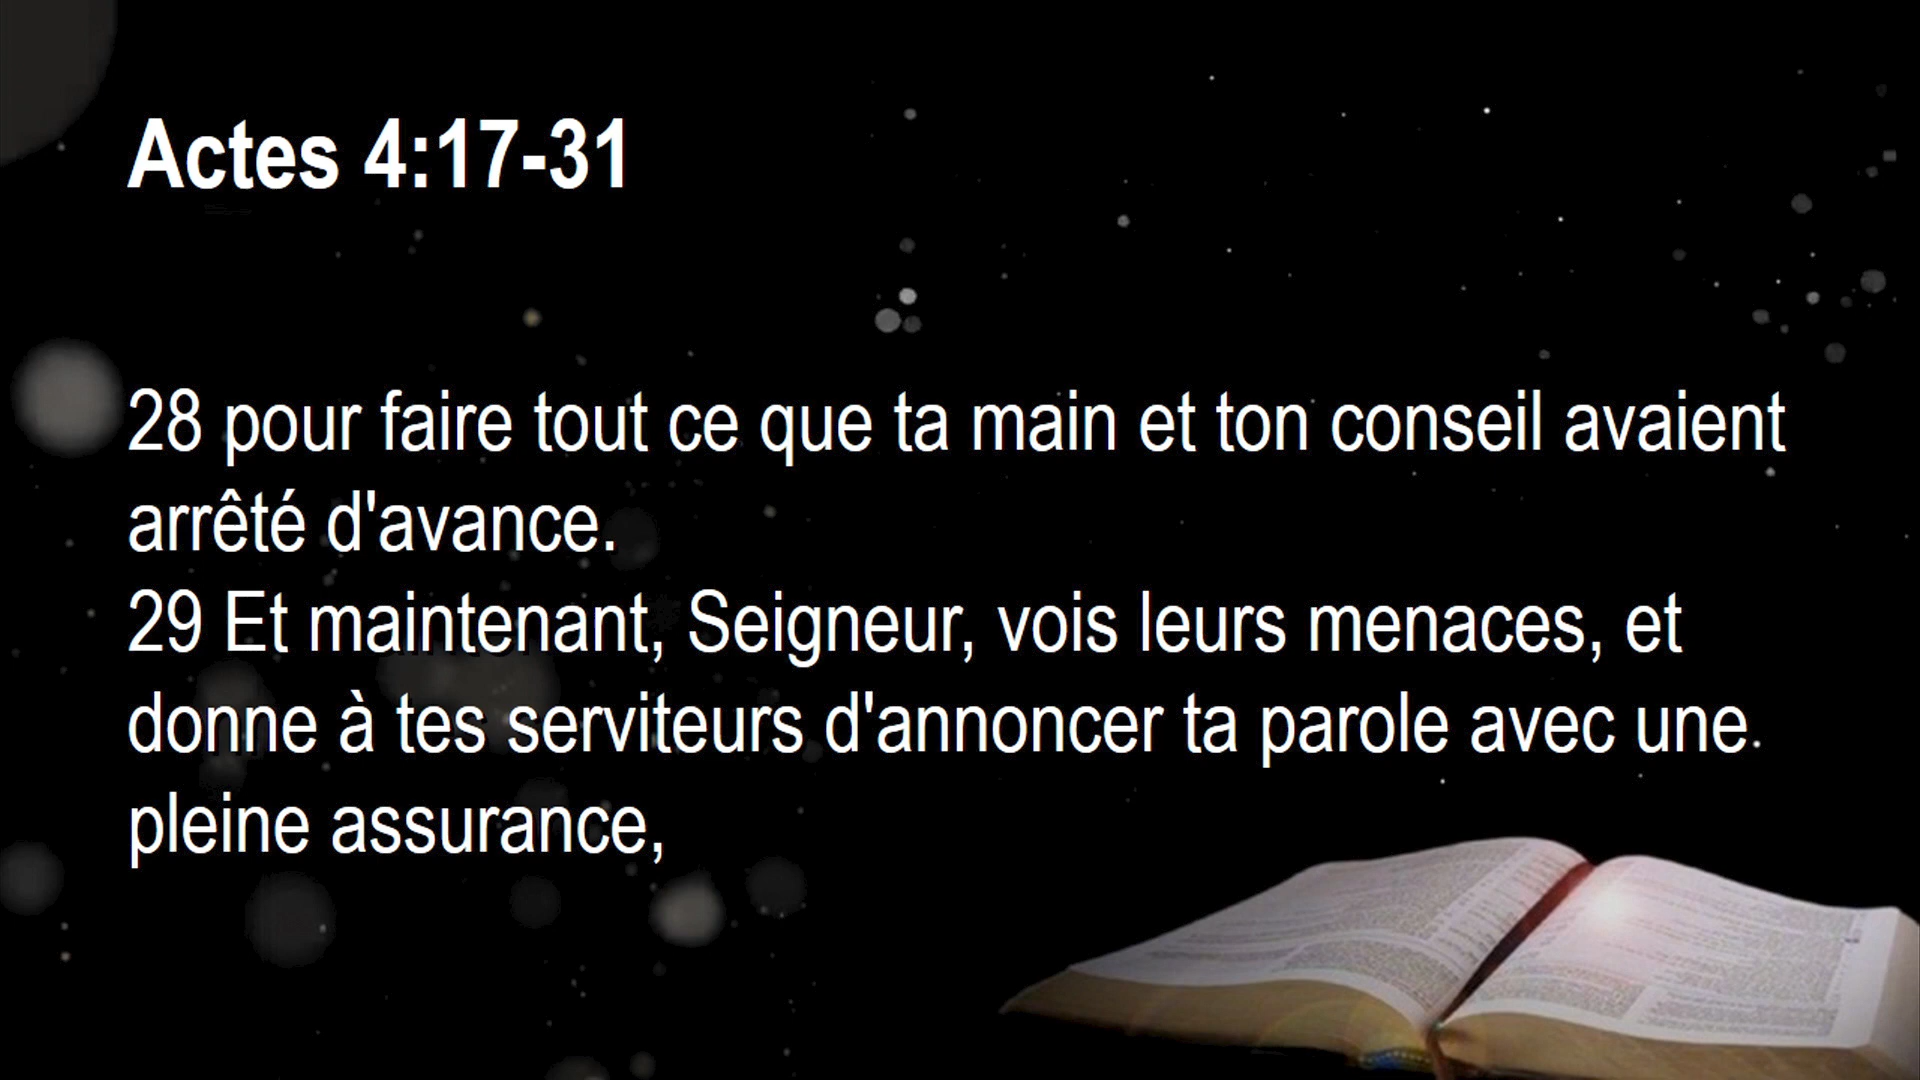 Actes 4:17-31
28 pour faire tout ce que ta main et ton conseil avaient
arrêté d'avance.
29 Et maintenant, Seigneur, vois leurs menaces, et
donne à tes serviteurs d'annoncer ta parole avec une
pleine assurance,